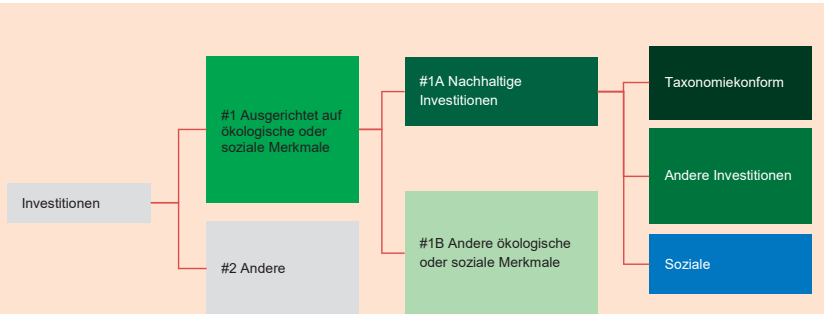 Investitionen
#1 Ausgerichtet auf
ökologische oder
soziale Merkmale
#2 Andere
#1A Nachhaltige
Investitionen
#1B Andere ökologische
oder soziale Merkmale
Taxonomiekonform
Andere Investitionen
Soziale